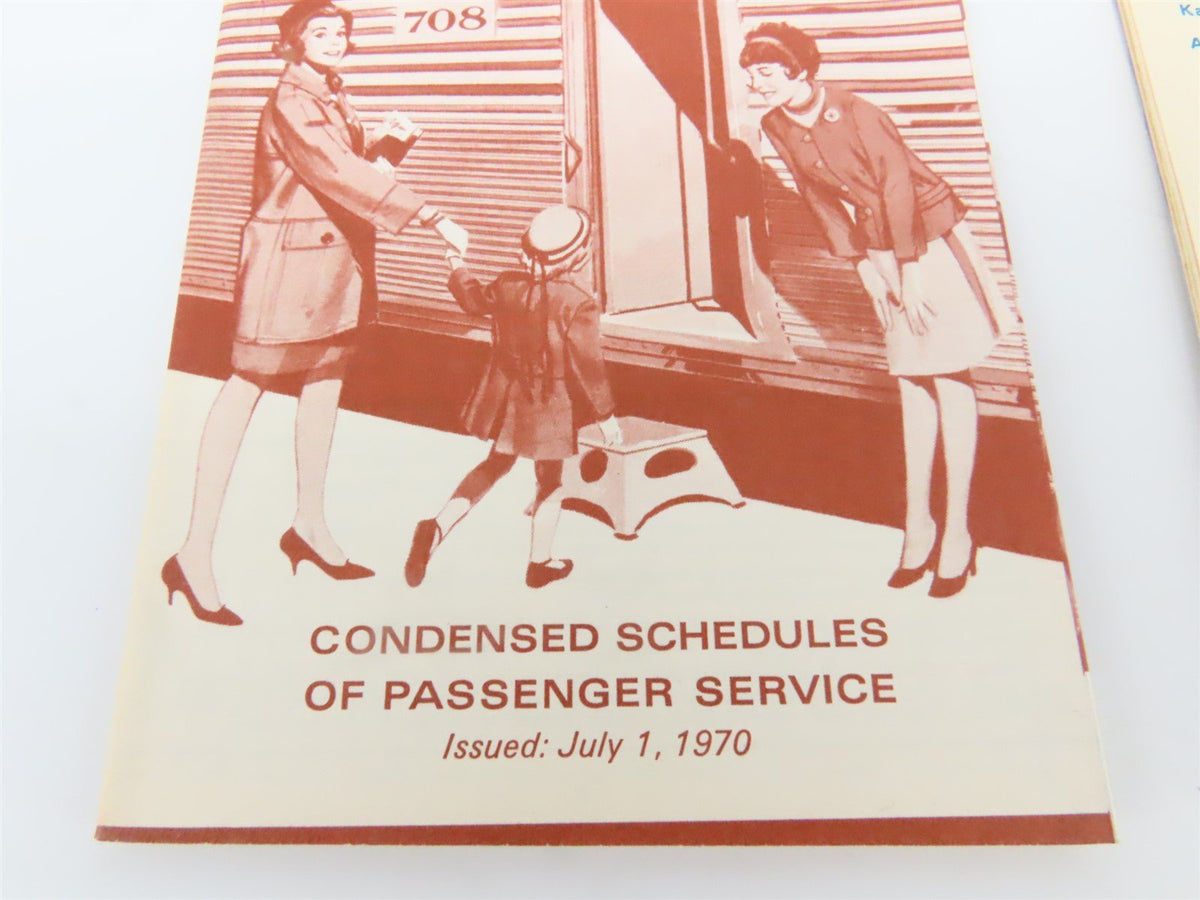 708
CONDENSED SCHEDULES
OF PASSENGER SERVICE
Issued: July 1, 1970